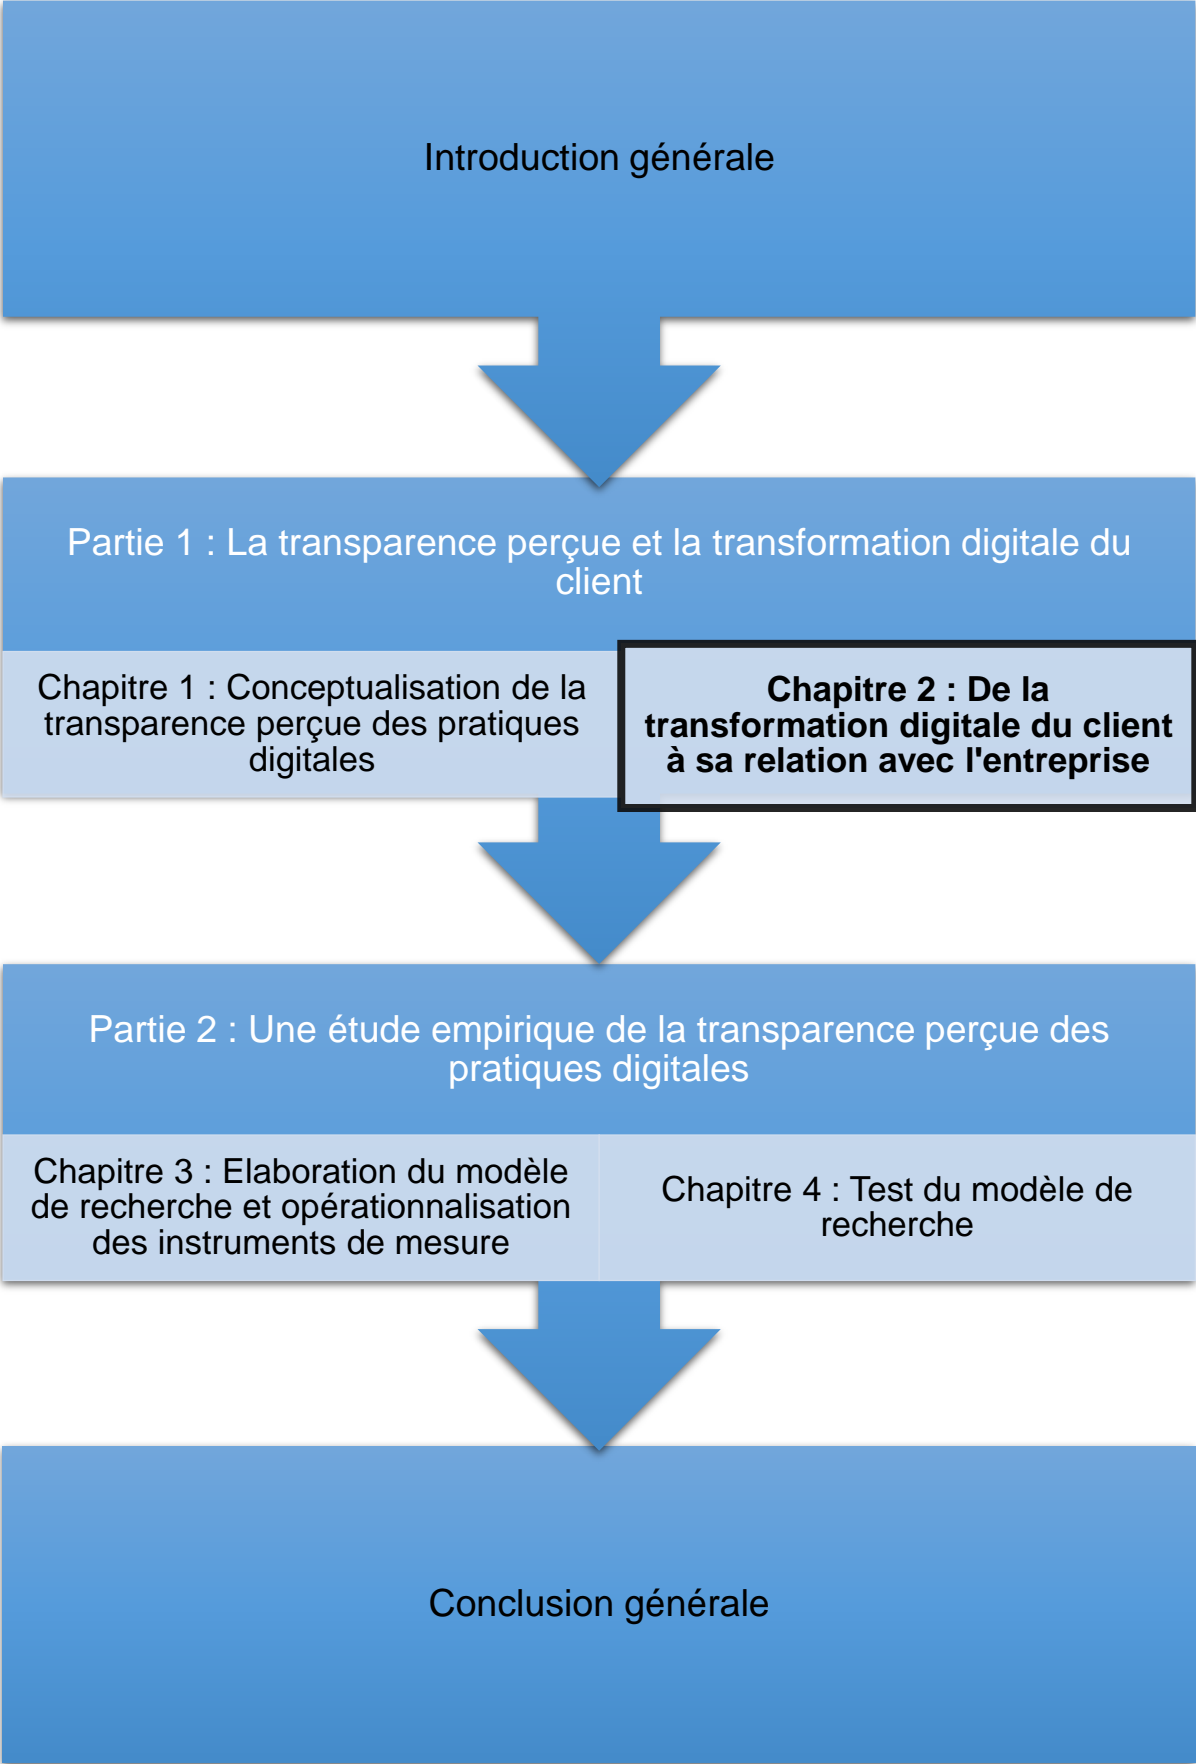 Introduction générale
Partie 1 : La transparence perçue et la transformation digitale du
client
Chapitre 1 : Conceptualisation de la
transparence perçue des pratiques
digitales
Chapitre 2 : De la
transformation digitale du client
à sa relation avec l'entreprise
Partie 2 : Une étude empirique de la transparence perçue des
pratiques digitales
Chapitre 3 : Elaboration du modèle
de recherche et opérationnalisation
des instruments de mesure
Chapitre 4 : Test du modèle de
recherche
Conclusion générale